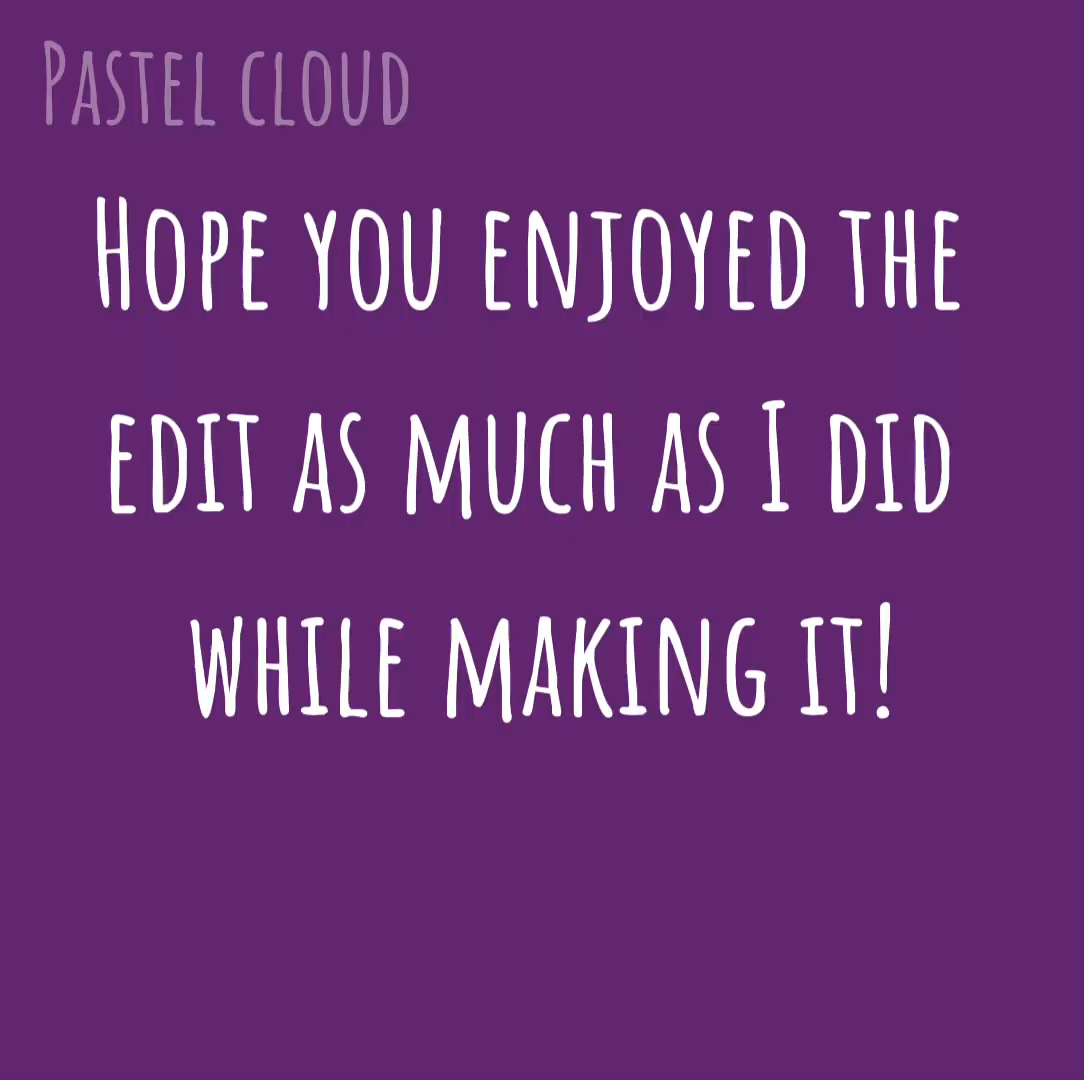 Pastel cloud
Hope you enjoyed the
edit as much as I did
while making it!